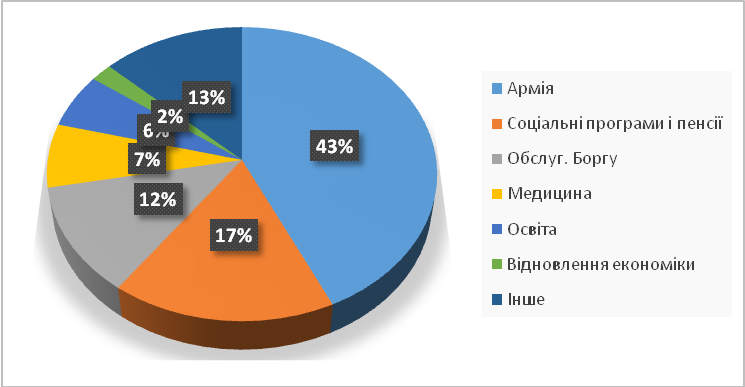 13%
2%
6%
7%
12%
17%
43%
Армія
Соціальні програми і пенсії
Обслуг. Боргу
Медицина
Освіта
Відновлення економіки
Інше